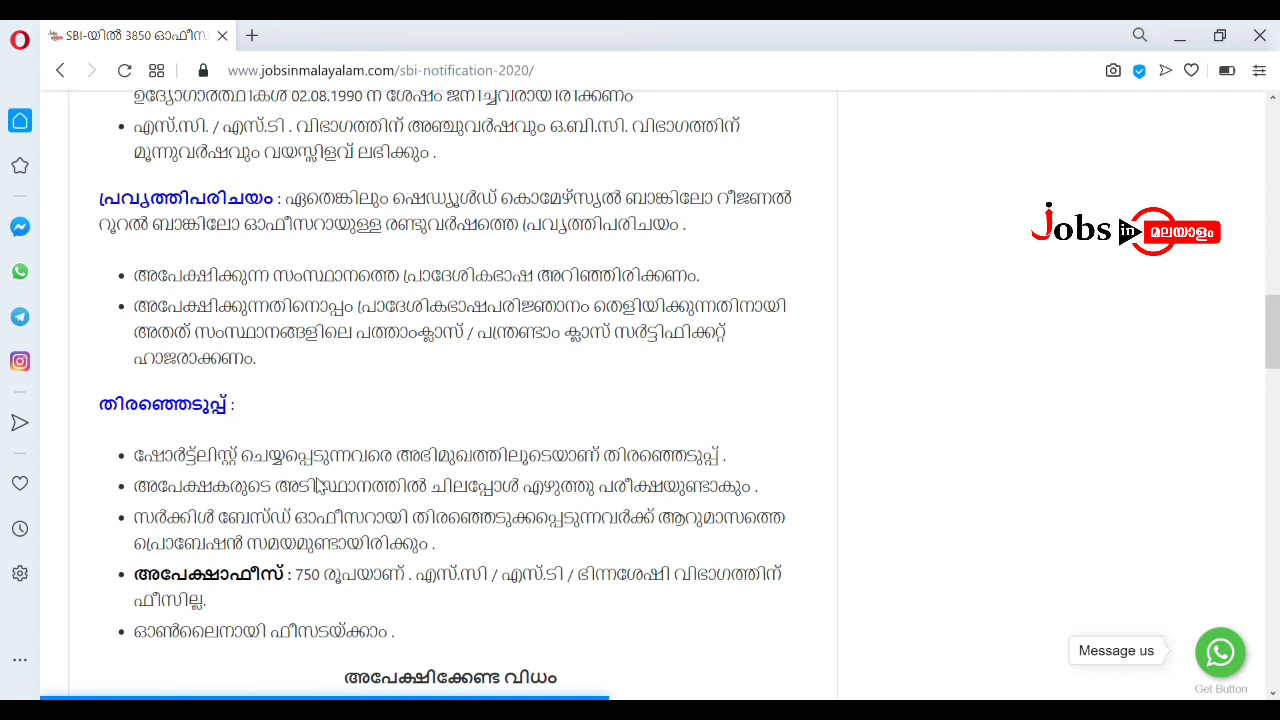 SBI-യിൽ 3850 ഓഫീസ
www.jobsinmalayalam.com/sbi-notification-2020/
ഉദ്യോഗാർത്ഥികൾ 02.08.1990 ന് ശേഷം ജനിച്ചവരായിരിക്കണം
എസ്.സി. / എസ്.ടി . വിഭാഗത്തിന് അഞ്ചുവർഷവും ഒ.ബി.സി. വിഭാഗത്തിന്
മൂന്നുവർഷവും വയസ്സിളവ് ലഭിക്കും .
പ്രവൃത്തിപരിചയം : ഏതെങ്കിലും ഷെഡ്യൂൾഡ് കൊമേഴ്സ്യൽ ബാങ്കിലോ റീജണൽ
റൂറൽ ബാങ്കിലോ ഓഫീസറായുള്ള രണ്ടുവർഷത്തെ പ്രവൃത്തിപരിചയം .
അപേക്ഷിക്കുന്ന സംസ്ഥാനത്തെ പ്രാദേശികഭാഷ അറിഞ്ഞിരിക്കണം.
അപേക്ഷിക്കുന്നതിനൊപ്പം പ്രാദേശികഭാഷപരിജ്ഞാനം തെളിയിക്കുന്നതിനായി
അതത് സംസ്ഥാനങ്ങളിലെ പത്താംക്ലാസ് / പന്ത്രണ്ടാം ക്ലാസ് സർട്ടിഫിക്കറ്റ്
ഹാജരാക്കണം.
Jobs in മലയാളം
തിരഞ്ഞെടുപ്പ് :
ഷോർട്ട്ലിസ്റ്റ് ചെയ്യപ്പെടുന്നവരെ അഭിമുഖത്തിലൂടെയാണ് തിരഞ്ഞെടുപ്പ് .
അപേക്ഷകരുടെ അടിസ്ഥാനത്തിൽ ചിലപ്പോൾ എഴുത്തു പരീക്ഷയുണ്ടാകും .
സർക്കിൾ ബേസ്ഡ് ഓഫീസറായി തിരഞ്ഞെടുക്കപ്പെടുന്നവർക്ക് ആറുമാസത്തെ
പ്രൊബേഷൻ സമയമുണ്ടായിരിക്കും .
അപേക്ഷാഫീസ് : 750 രൂപയാണ് . എസ്.സി / എസ്.ടി / ഭിന്നശേഷി വിഭാഗത്തിന്
ഫീസില്ല.
ഓൺലൈനായി ഫീസടയ്ക്കാം .
അപേക്ഷിക്കേണ്ട വിധം
Message us
Get Button